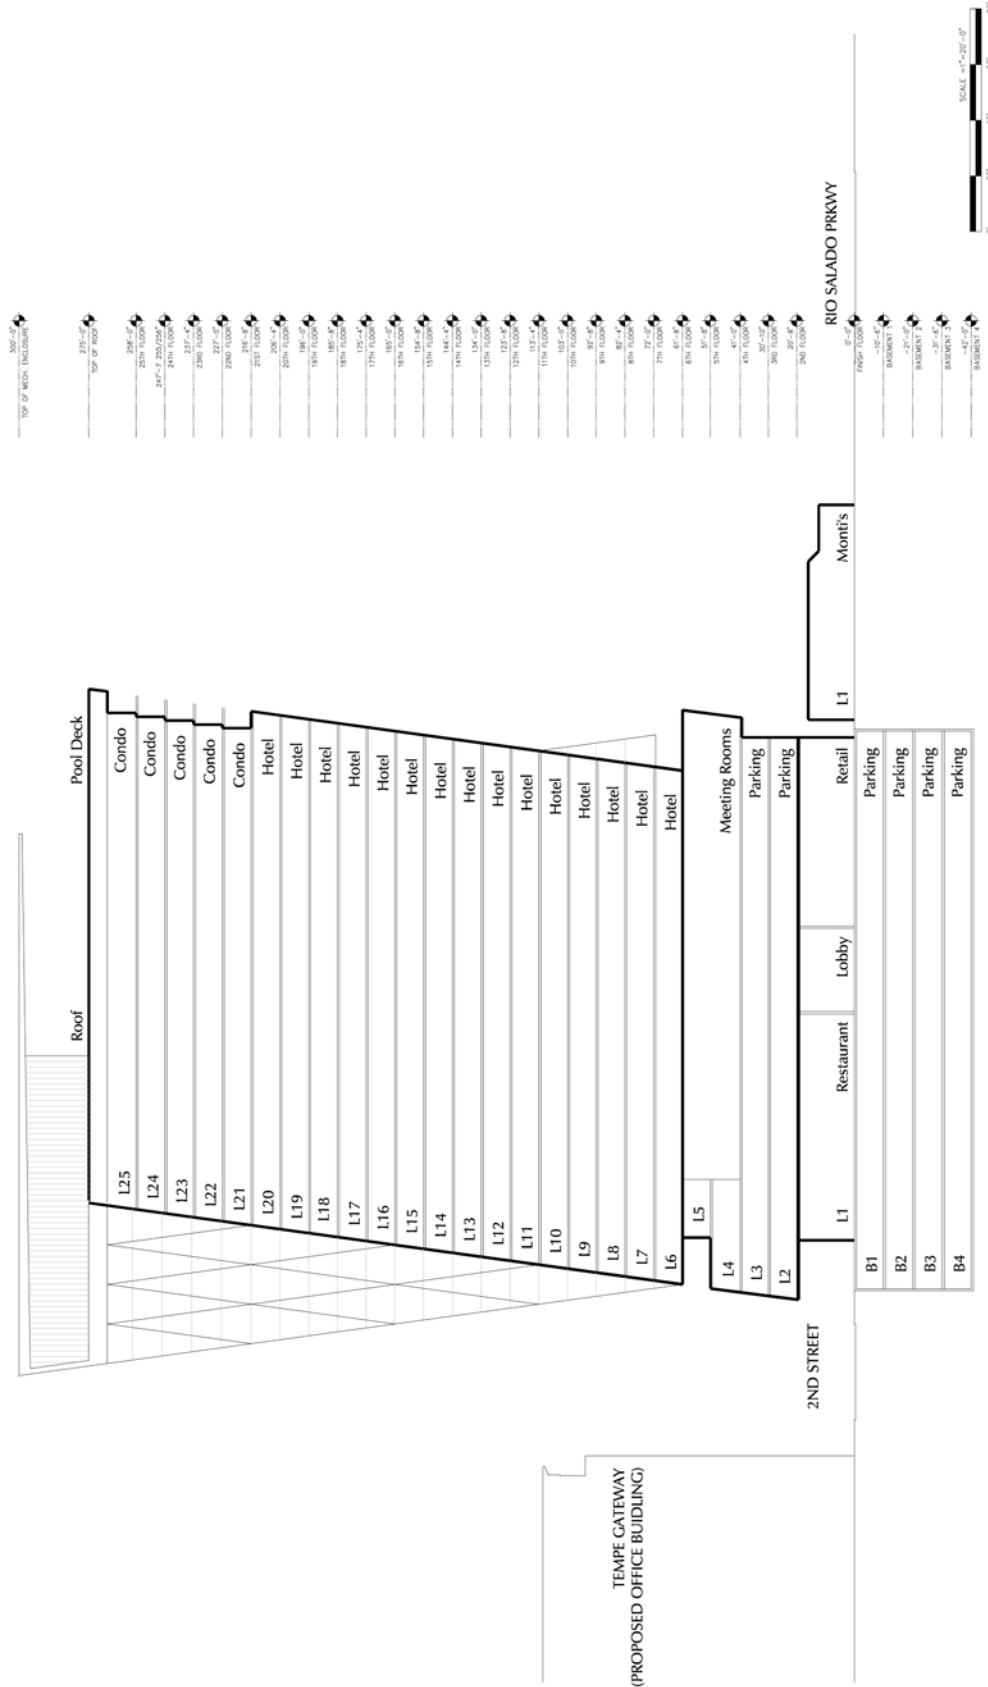 300'-0"
TOP OF MECH. ENCLOSURE
275'-0"
TOP OF ROOF
258'-0"
25TH FLOOR
24TH FLOOR
237'-4"
23RD FLOOR
227'-0"
22ND FLOOR
216'-8"
21ST FLOOR
206'-4"
20TH FLOOR
196'-0"
19TH FLOOR
185'-8"
18TH FLOOR
175'-4"
17TH FLOOR
165'-0"
16TH FLOOR
154'-8"
15TH FLOOR
144'-4"
14TH FLOOR
134'-0"
13TH FLOOR
123'-8"
12TH FLOOR
113'-4"
11TH FLOOR
103'-0"
10TH FLOOR
92'-8"
9TH FLOOR
82'-4"
8TH FLOOR
72'-0"
7TH FLOOR
61'-8"
6TH FLOOR
51'-8"
5TH FLOOR
41'-0"
4TH FLOOR
30'-10"
3RD FLOOR
20'-8"
2ND FLOOR
0'-0"
FINISH FLOOR
-10'-6"
BASEMENT 1
-21'-0"
BASEMENT 2
-31'-6"
BASEMENT 3
-42'-0"
BASEMENT 4
RIO SALADO PRKWY
SCALE =1"=20'-0"
Roof
Pool Deck
L25 Condo
L24 Condo
L23 Condo
L22 Condo
L21 Condo
L20 Hotel
L19 Hotel
L18 Hotel
L17 Hotel
L16 Hotel
L15 Hotel
L14 Hotel
L13 Hotel
L12 Hotel
L11 Hotel
L10 Hotel
L9 Hotel
L8 Hotel
L7 Hotel
L6 Hotel
L5
L4 Meeting Rooms
L3 Parking
L2 Parking
L1 Restaurant Lobby Retail
L1 Monti's
B1 Parking
B2 Parking
B3 Parking
B4 Parking
2ND STREET
TEMPE GATEWAY
(PROPOSED OFFICE BUIDLING)